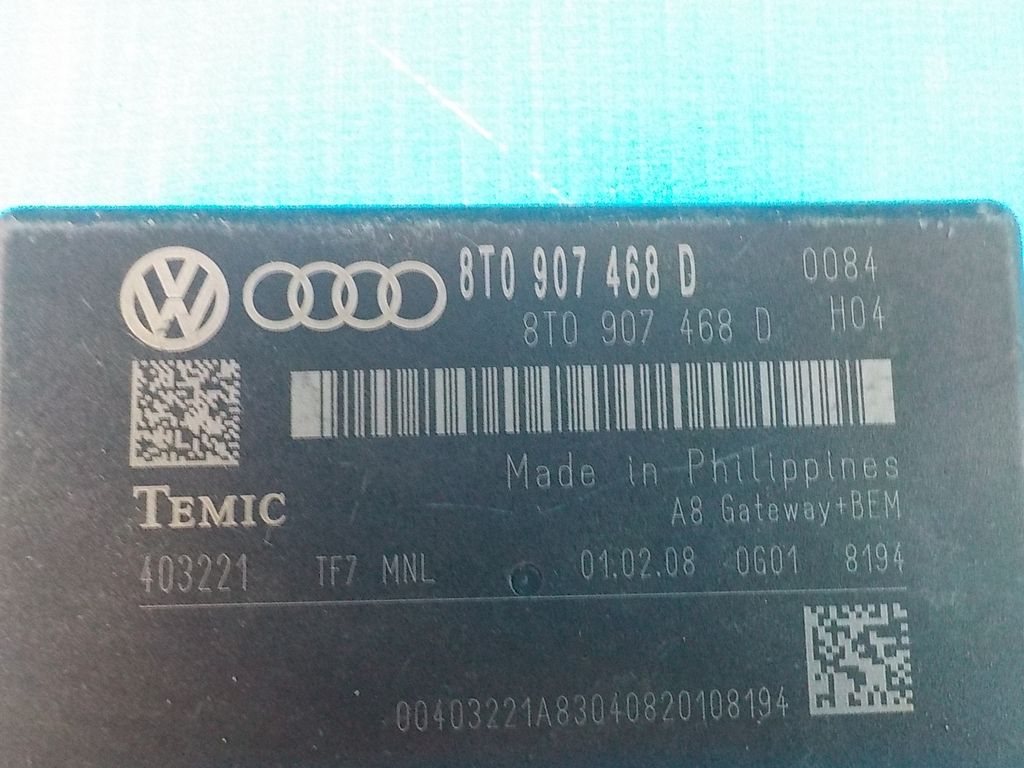 8T0 907 468 D 0084
8T0 907 468 D H04
Made in Philippines
TEMIC
A8 Gateway+BEM
403221 TF7 MNL 01.02.08 0G01 8194
00403221A83040820108194